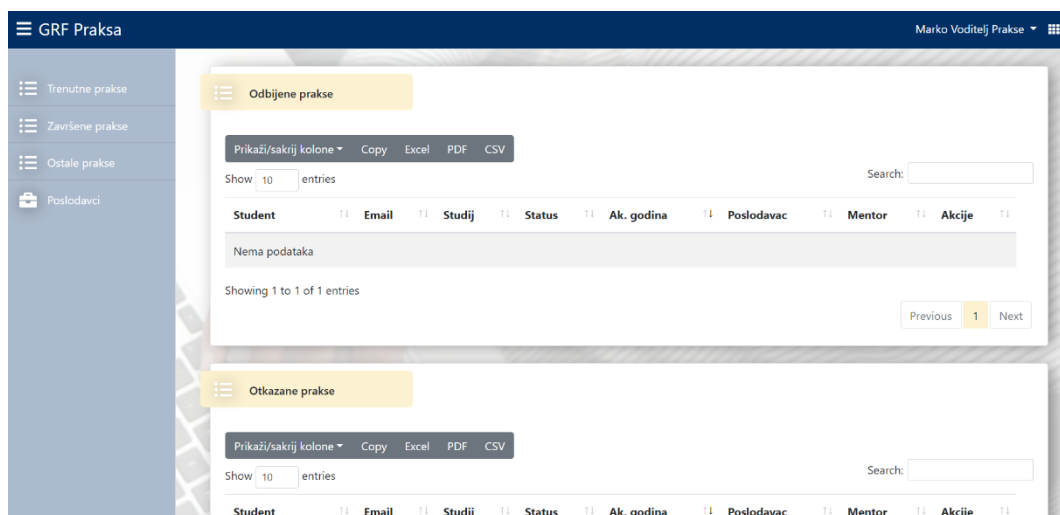 GRF Praksa
Marko Voditelj Prakse
Trenutne prakse
Završene prakse
Ostale prakse
Poslodavci
Odbijene prakse
Prikaži/sakrij kolone Copy Excel PDF CSV
Show 10 entries
Search:
Student Email Studij Status Ak. godina Poslodavac Mentor Akcije
Nema podataka
Showing 1 to 1 of 1 entries
Previous 1 Next
Otkazane prakse
Prikaži/sakrij kolone Copy Excel PDF CSV
Show 10 entries
Search:
Student Email Studij Status Ak. godina Poslodavac Mentor Akcije